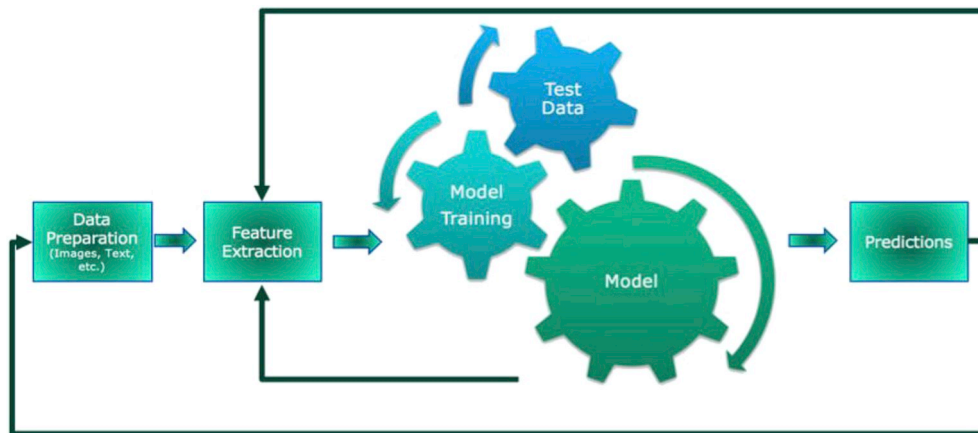 Test
Data
Model
Training
Data
Preparation
(Images, Text,
etc.)
Feature
Extraction
Model
Predictions